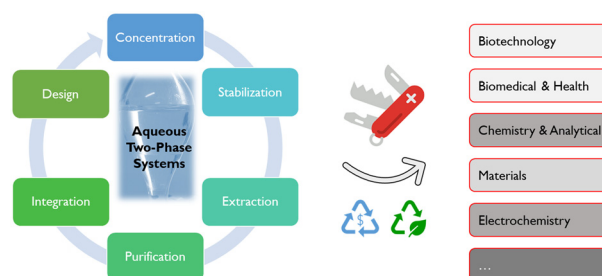 Concentration
Stabilization
Extraction
Purification
Integration
Design
Aqueous
Two-Phase
Systems
$
Biotechnology
Biomedical & Health
Chemistry & Analytical
Materials
Electrochemistry
...